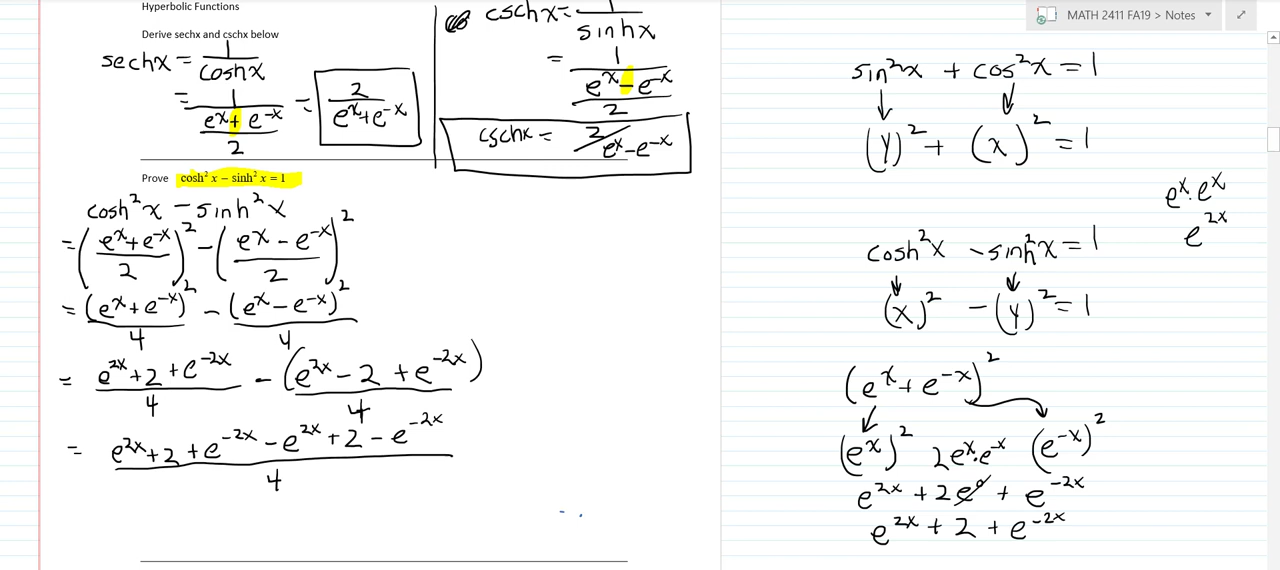 Hyperbolic Functions
Derive sechx and cschx below
sechx = 1/coshx
= 1/((e^x + e^-x)/2) = 2/(e^x + e^-x)
cschx = 1/sinhx
= 1/((e^x - e^-x)/2)
cschx = 2/(e^x - e^-x)
Prove cosh² x − sinh² x = 1
cosh²x - sinh²x
= ((e^x + e^-x)/2)² - ((e^x - e^-x)/2)²
= (e^x + e^-x)²/4 - (e^x - e^-x)²/4
= (e^2x + 2 + e^-2x)/4 - (e^2x - 2 + e^-2x)/4
= (e^2x + 2 + e^-2x - e^2x + 2 - e^-2x)/4
MATH 2411 FA19 > Notes
sin²x + cos²x = 1
(y)² + (x)² = 1
e^x · e^x
e^2x
cosh²x - sinh²x = 1
(x)² - (y)² = 1
(e^x + e^-x)²
(e^x)² 2e^x·e^-x (e^-x)²
e^2x + 2e^0 + e^-2x
e^2x + 2 + e^-2x